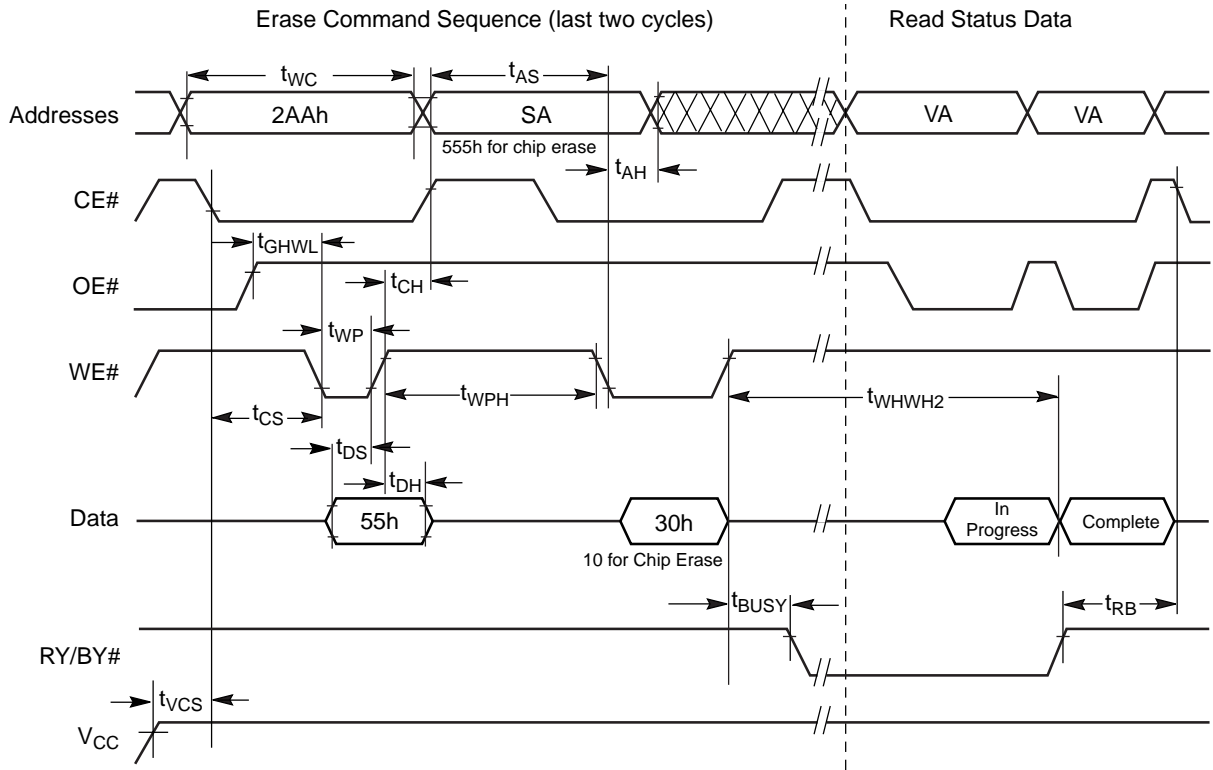 Erase Command Sequence (last two cycles)
Read Status Data
tWC
tAS
Addresses
2AAh
SA
VA
VA
555h for chip erase
tAH
CE#
tGHWL
OE#
tCH
tWP
WE#
tWPH
tWHWH2
tCS
tDS
tDH
Data
55h
30h
In
Progress
Complete
10 for Chip Erase
tBUSY
tRB
RY/BY#
tVCS
VCC